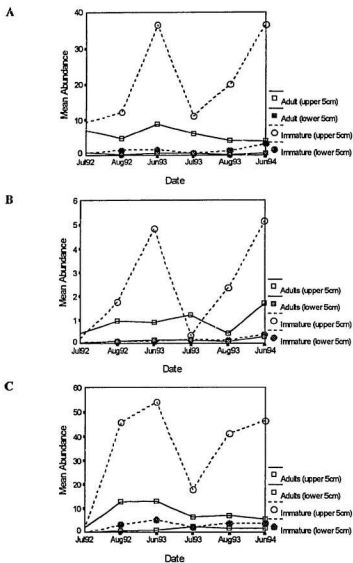 A
40
30
20
10
0
Mean Abundance
Jul92 Aug92 Jun93 Jul93 Aug93 Jun94
Date
Adult (upper 5cm)
Adult (lower 5cm)
Immature (upper 5cm)
Immature (lower 5cm)
B
6
5
4
3
2
1
0
Mean Abundance
Jul92 Aug92 Jun93 Jul93 Aug93 Jun94
Date
Adults (upper 5cm)
Adults (lower 5cm)
Immature (upper 5cm)
Immature (lower 5cm)
C
60
50
40
30
20
10
0
Mean Abundance
Jul92 Aug92 Jun93 Jul93 Aug93 Jun94
Date
Adults (upper 5cm)
Adults (lower 5cm)
Immature (upper 5cm)
Immature (lower 5cm)